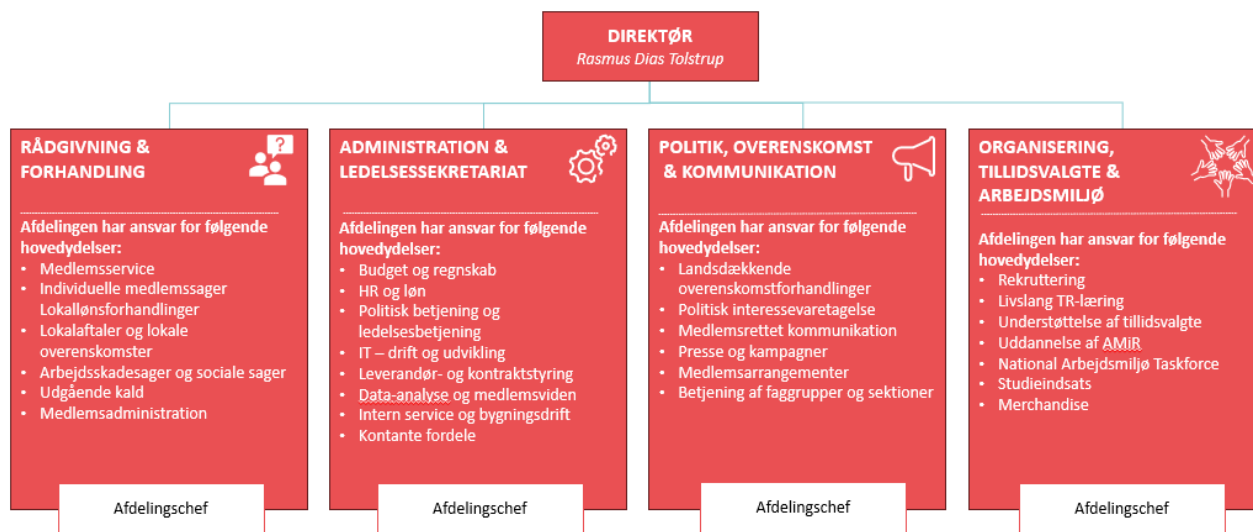 DIREKTØR
Rasmus Dias Tolstrup
RÅDGIVNING &
FORHANDLING
Afdelingen har ansvar for følgende
hovedydelser:
• Medlemsservice
• Individuelle medlemssager
Lokallønsforhandlinger
• Lokalaftaler og lokale
overenskomster
• Arbejdsskadesager og sociale sager
• Udgående kald
• Medlemsadministration
Afdelingschef
ADMINISTRATION &
LEDELSESSEKRETARIAT
Afdelingen har ansvar for følgende
hovedydelser:
• Budget og regnskab
• HR og løn
• Politisk betjening og
ledelsesbetjening
• IT – drift og udvikling
• Leverandør- og kontraktstyring
• Data-analyse og medlemsviden
• Intern service og bygningsdrift
• Kontante fordele
Afdelingschef
POLITIK, OVERENSKOMST
& KOMMUNIKATION
Afdelingen har ansvar for følgende
hovedydelser:
• Landsdækkende
overenskomstforhandlinger
• Politisk interessevaretagelse
• Medlemsrettet kommunikation
• Presse og kampagner
• Medlemsarrangementer
• Betjening af faggrupper og sektioner
Afdelingschef
ORGANISERING,
TILLIDSVALGTE &
ARBEJDSMILJØ
Afdelingen har ansvar for følgende
hovedydelser:
• Rekruttering
• Livslang TR-læring
• Understøttelse af tillidsvalgte
• Uddannelse af AMiR
• National Arbejdsmiljø Taskforce
• Studieindsats
• Merchandise
Afdelingschef